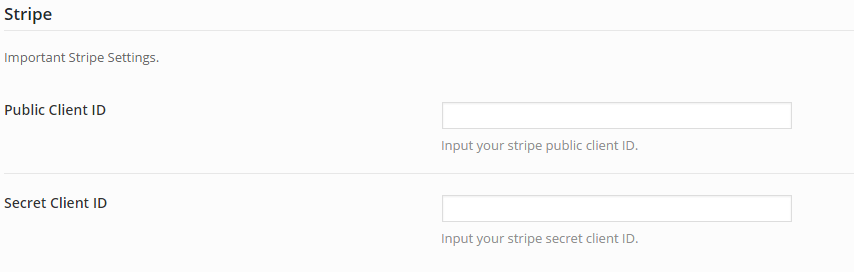 Stripe
Important Stripe Settings.
Public Client ID
Input your stripe public client ID.
Secret Client ID
Input your stripe secret client ID.